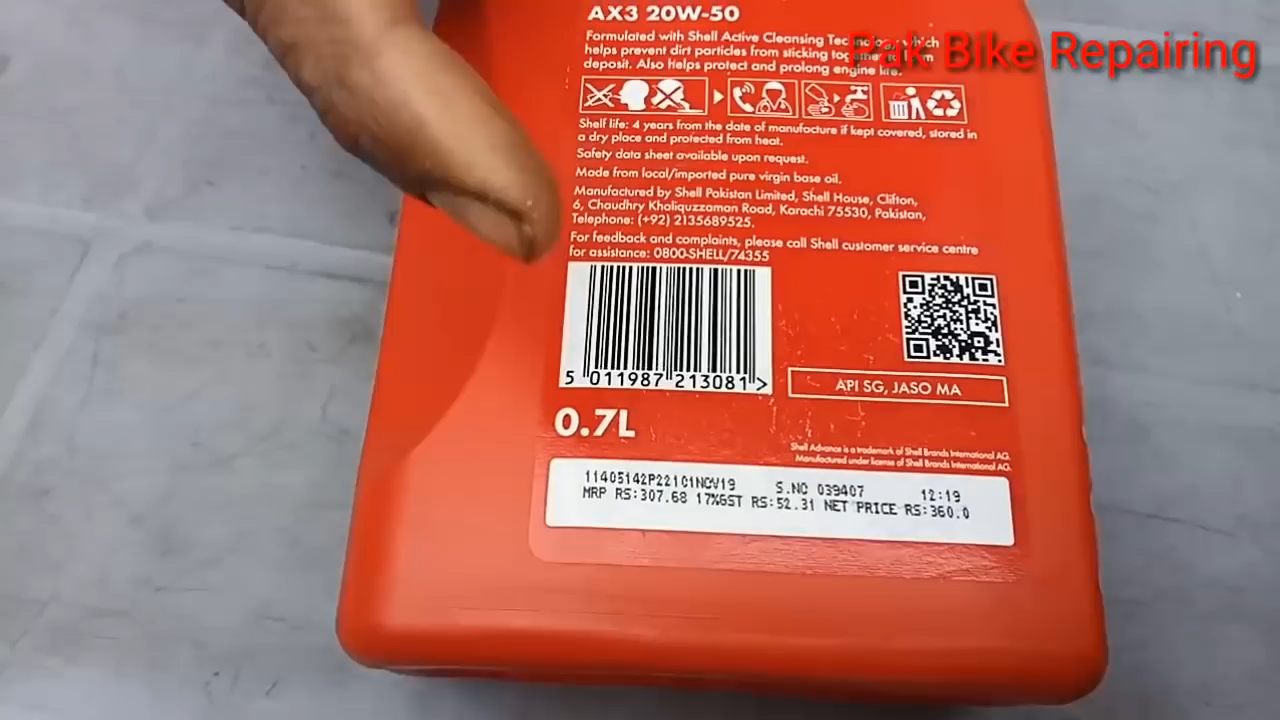 AX3 20W-50
Pak Bike Repairing
Formulated with Shell Active Cleansing Technology which
helps prevent dirt particles from sticking together to form
deposit. Also helps protect and prolong engine life.
Shelf life: 4 years from the date of manufacture if kept covered, stored in
a dry place and protected from heat.
Safety data sheet available upon request.
Made from local/imported pure virgin base oil.
Manufactured by Shell Pakistan Limited, Shell House, Clifton,
6, Chaudhry Khaliquzzaman Road, Karachi 75530, Pakistan,
Telephone: (+92) 2135689525.
For feedback and complaints, please call Shell customer service centre
for assistance: 0800-SHELL/74355
5 011987 213081 >
API SG, JASO MA
0.7L
Shell Advance is a trademark of Shell Brands International AG.
Manufactured under license of Shell Brands International AG.
11405142P22101NOV19 S.NO 039407 12:19
MRP RS:307.68 17%GST RS:52.31 NET PRICE RS:360.0